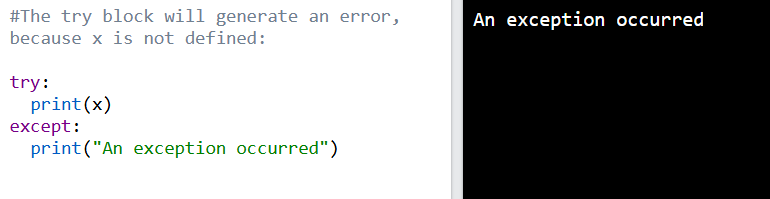 #The try block will generate an error,
because x is not defined:
try:
  print(x)
except:
  print("An exception occurred")
An exception occurred